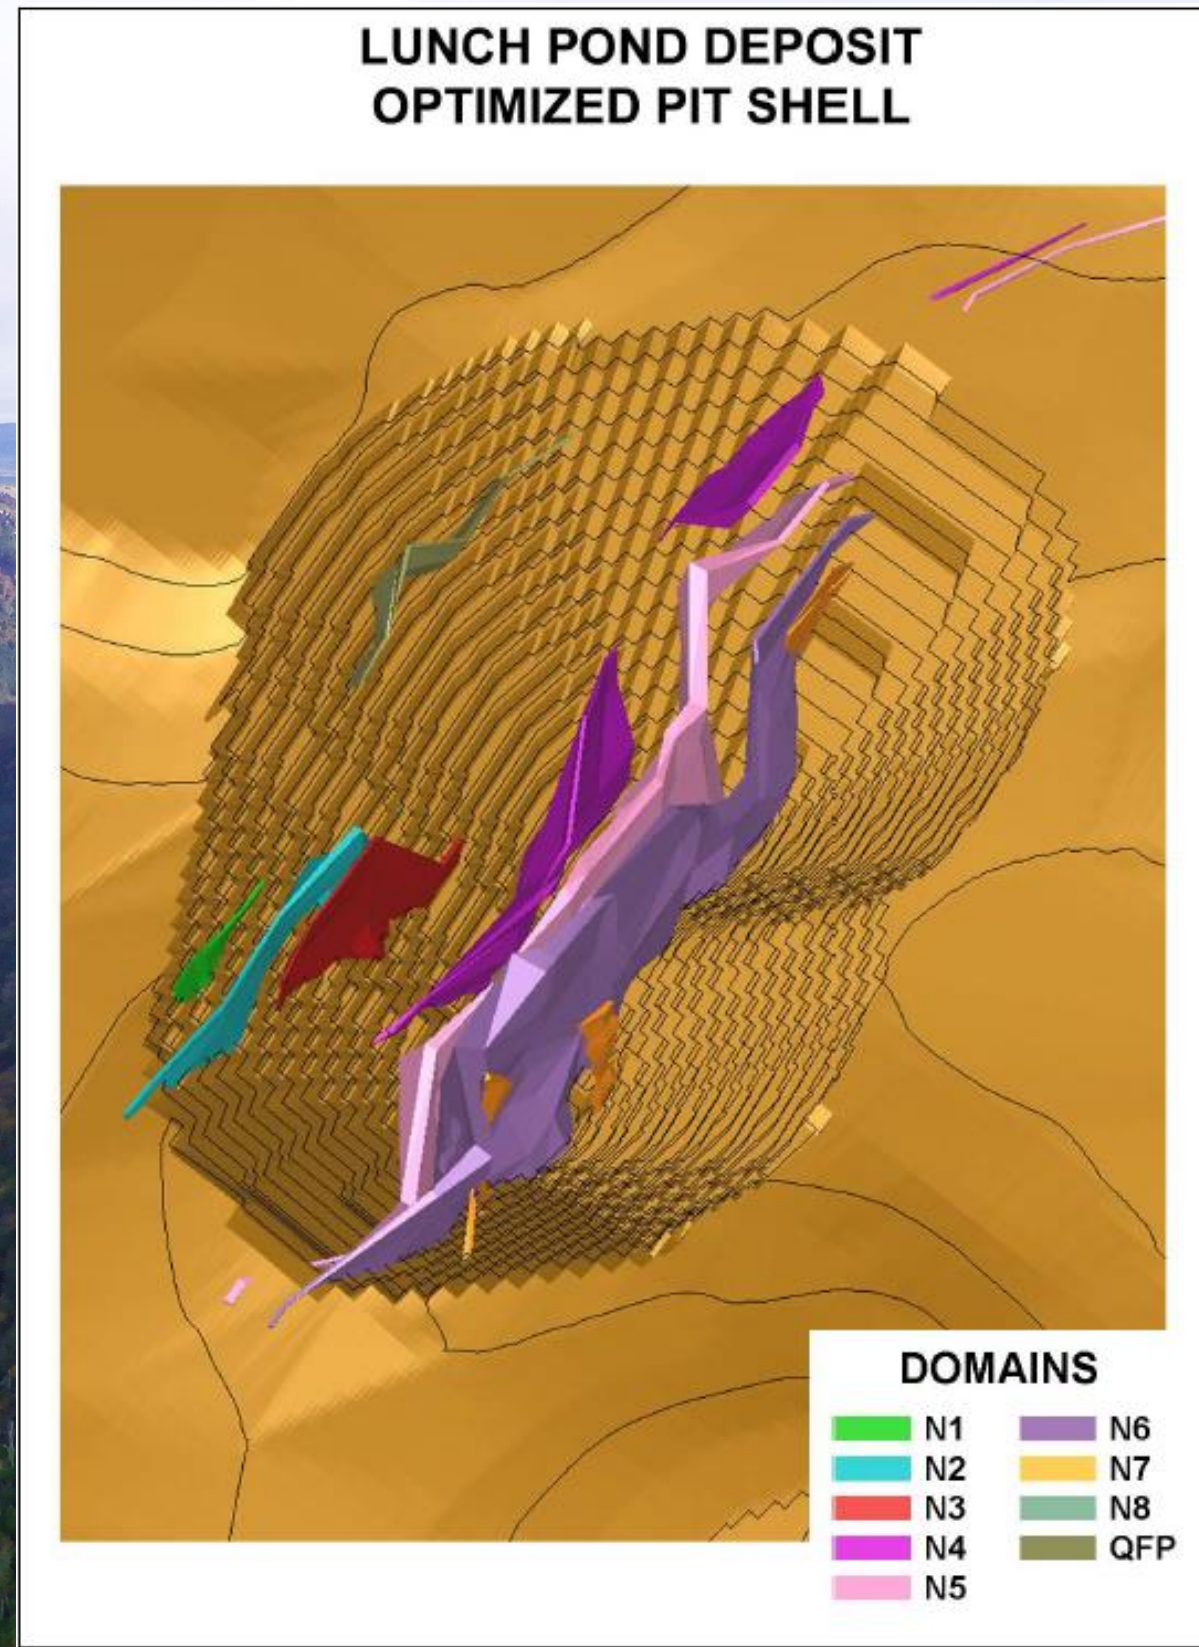 LUNCH POND DEPOSIT
OPTIMIZED PIT SHELL
DOMAINS
N1
N2
N3
N4
N5
N6
N7
N8
QFP